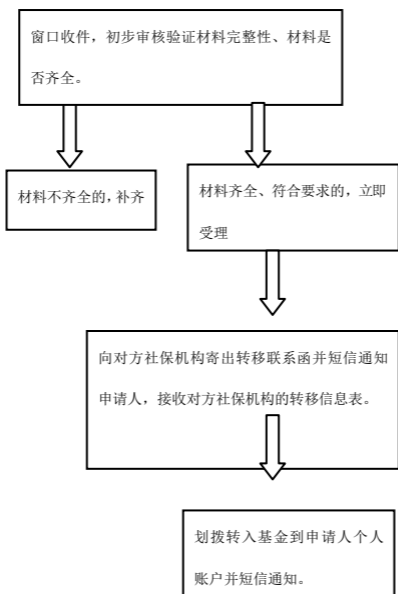 窗口收件，初步审核验证材料完整性、材料是
否齐全。
材料不齐全的，补齐
材料齐全、符合要求的，立即
受理
向对方社保机构寄出转移联系函并短信通知
申请人，接收对方社保机构的转移信息表。
划拨转入基金到申请人个人
账户并短信通知。